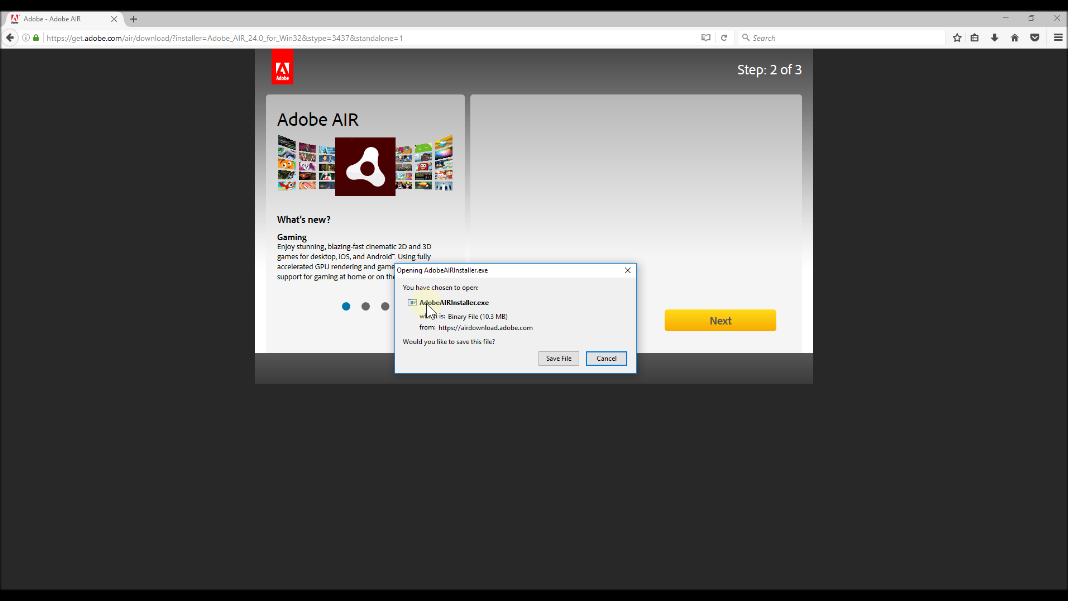 Adobe - Adobe AIR
https://get.adobe.com/air/download/?installer=Adobe_AIR_24.0_for_Win32&stype=3437&standalone=1
Search
Adobe
Step: 2 of 3
Adobe AIR
What's new?
Gaming
Enjoy stunning, blazing-fast cinematic 2D and 3D
games for desktop, iOS, and Android™. Using fully
accelerated GPU rendering and game
support for gaming at home or on the
Opening AdobeAIRInstaller.exe
You have chosen to open:
AdobeAIRInstaller.exe
is: Binary File (10.3 MB)
from: https://airdownload.adobe.com
Would you like to save this file?
Save File
Cancel
Next